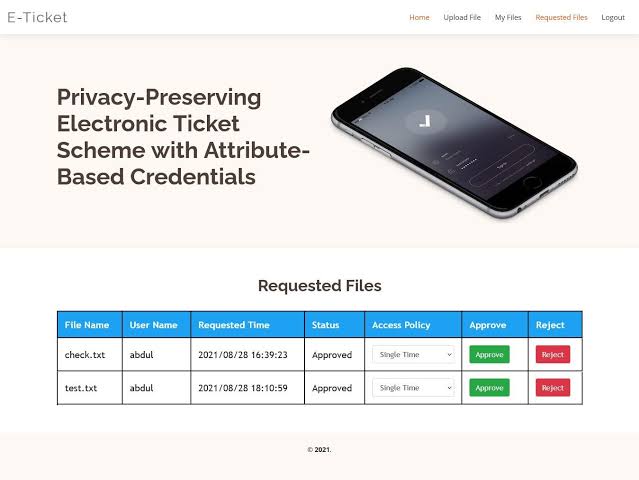 E-Ticket
Home Upload File My Files Requested Files Logout
Privacy-Preserving
Electronic Ticket
Scheme with Attribute-
Based Credentials
Requested Files
File Name User Name Requested Time Status Access Policy Approve Reject
check.txt abdul 2021/08/28 16:39:23 Approved Single Time Approve Reject
test.txt abdul 2021/08/28 18:10:59 Approved Single Time Approve Reject
© 2021.